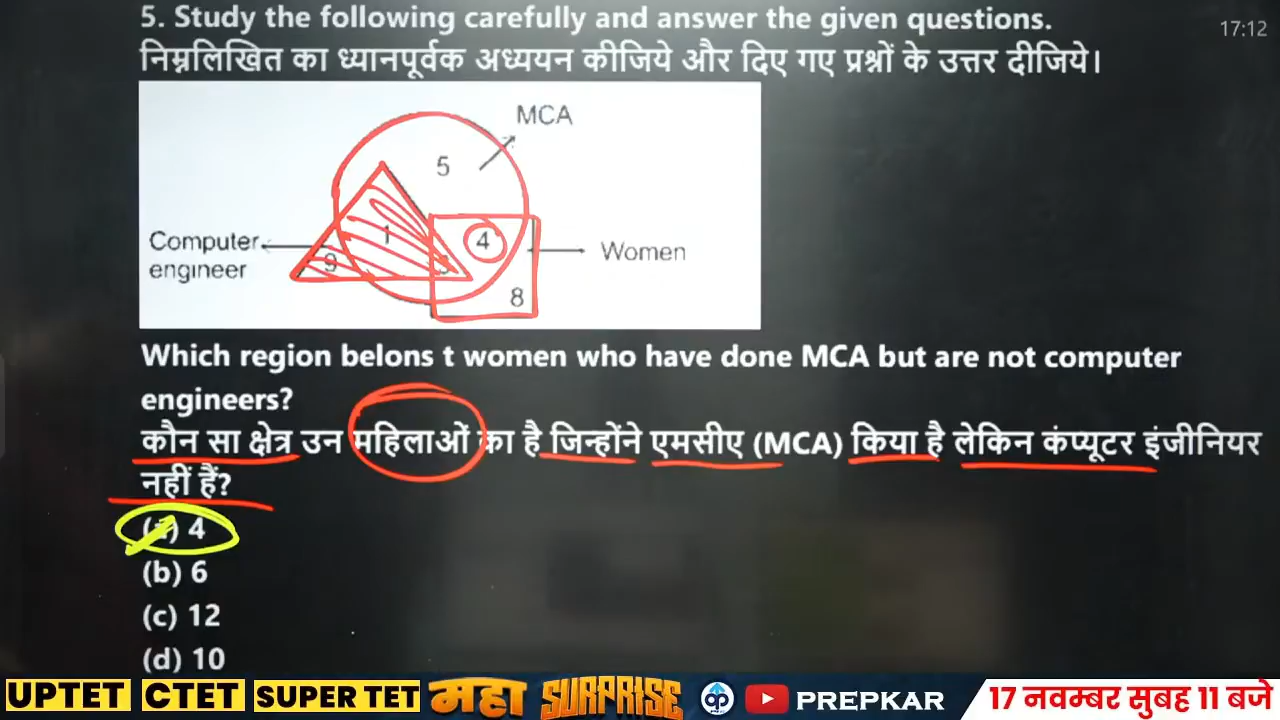 5. Study the following carefully and answer the given questions.
17:12
निम्नलिखित का ध्यानपूर्वक अध्ययन कीजिये और दिए गए प्रश्नों के उत्तर दीजिये।
MCA
5
Computer
engineer
1
4
Women
9
8
Which region belons t women who have done MCA but are not computer
engineers?
कौन सा क्षेत्र उन महिलाओं का है जिन्होंने एमसीए (MCA) किया है लेकिन कंप्यूटर इंजीनियर
नहीं हैं?
4
(b) 6
(c) 12
(d) 10
UPTET CTET SUPER TET महा SURPRISE PREPKAR 17 नवम्बर सुबह 11 बजे